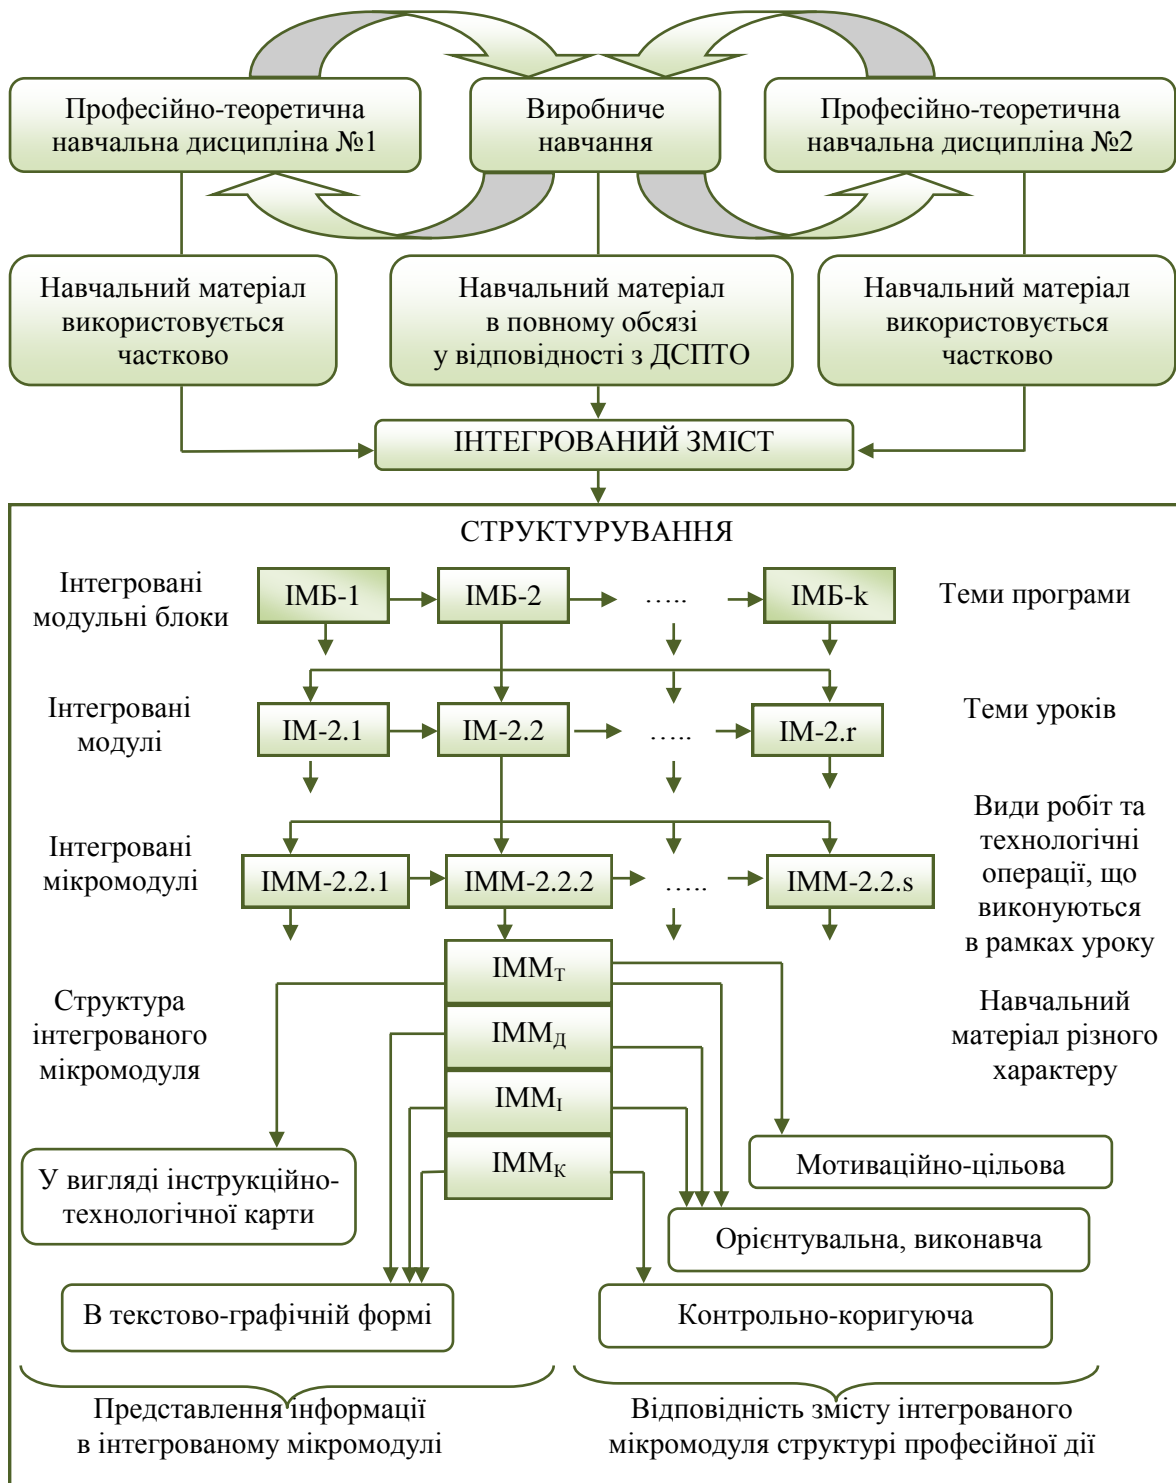 Професійно-теоретична
навчальна дисципліна №1
Виробниче
навчання
Професійно-теоретична
навчальна дисципліна №2
Навчальний матеріал
використовується
частково
Навчальний матеріал
в повному обсязі
у відповідності з ДСПТО
Навчальний матеріал
використовується
частково
ІНТЕГРОВАНИЙ ЗМІСТ
СТРУКТУРУВАННЯ
Інтегровані
модульні блоки
ІМБ-1
ІМБ-2
…..
ІМБ-k
Теми програми
Інтегровані
модулі
ІМ-2.1
ІМ-2.2
…..
ІМ-2.r
Теми уроків
Інтегровані
мікромодулі
ІММ-2.2.1
ІММ-2.2.2
…..
ІММ-2.2.s
Види робіт та
технологічні
операції, що
виконуються
в рамках уроку
Структура
інтегрованого
мікромодуля
ІММТ
ІММД
ІММІ
ІММК
Навчальний
матеріал різного
характеру
У вигляді інструкційно-
технологічної карти
В текстово-графічній формі
Мотиваційно-цільова
Орієнтувальна, виконавча
Контрольно-коригуюча
Представлення інформації
в інтегрованому мікромодулі
Відповідність змісту інтегрованого
мікромодуля структурі професійної дії